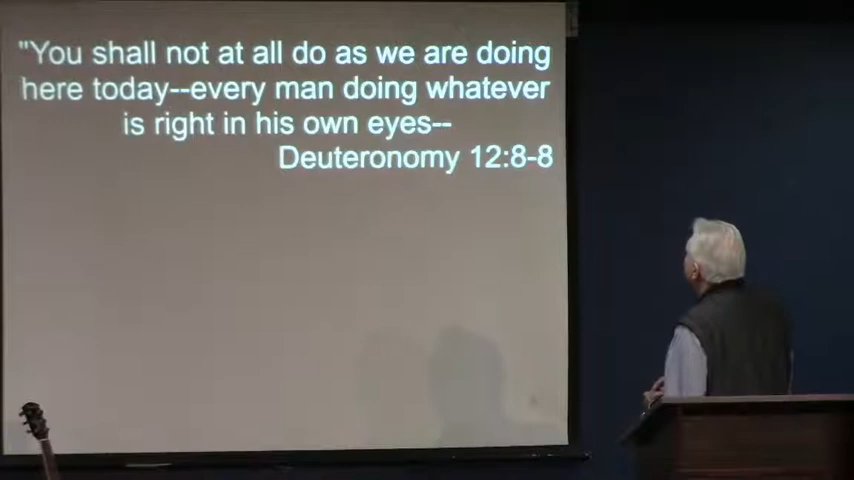 "You shall not at all do as we are doing
here today--every man doing whatever
is right in his own eyes--
Deuteronomy 12:8-8